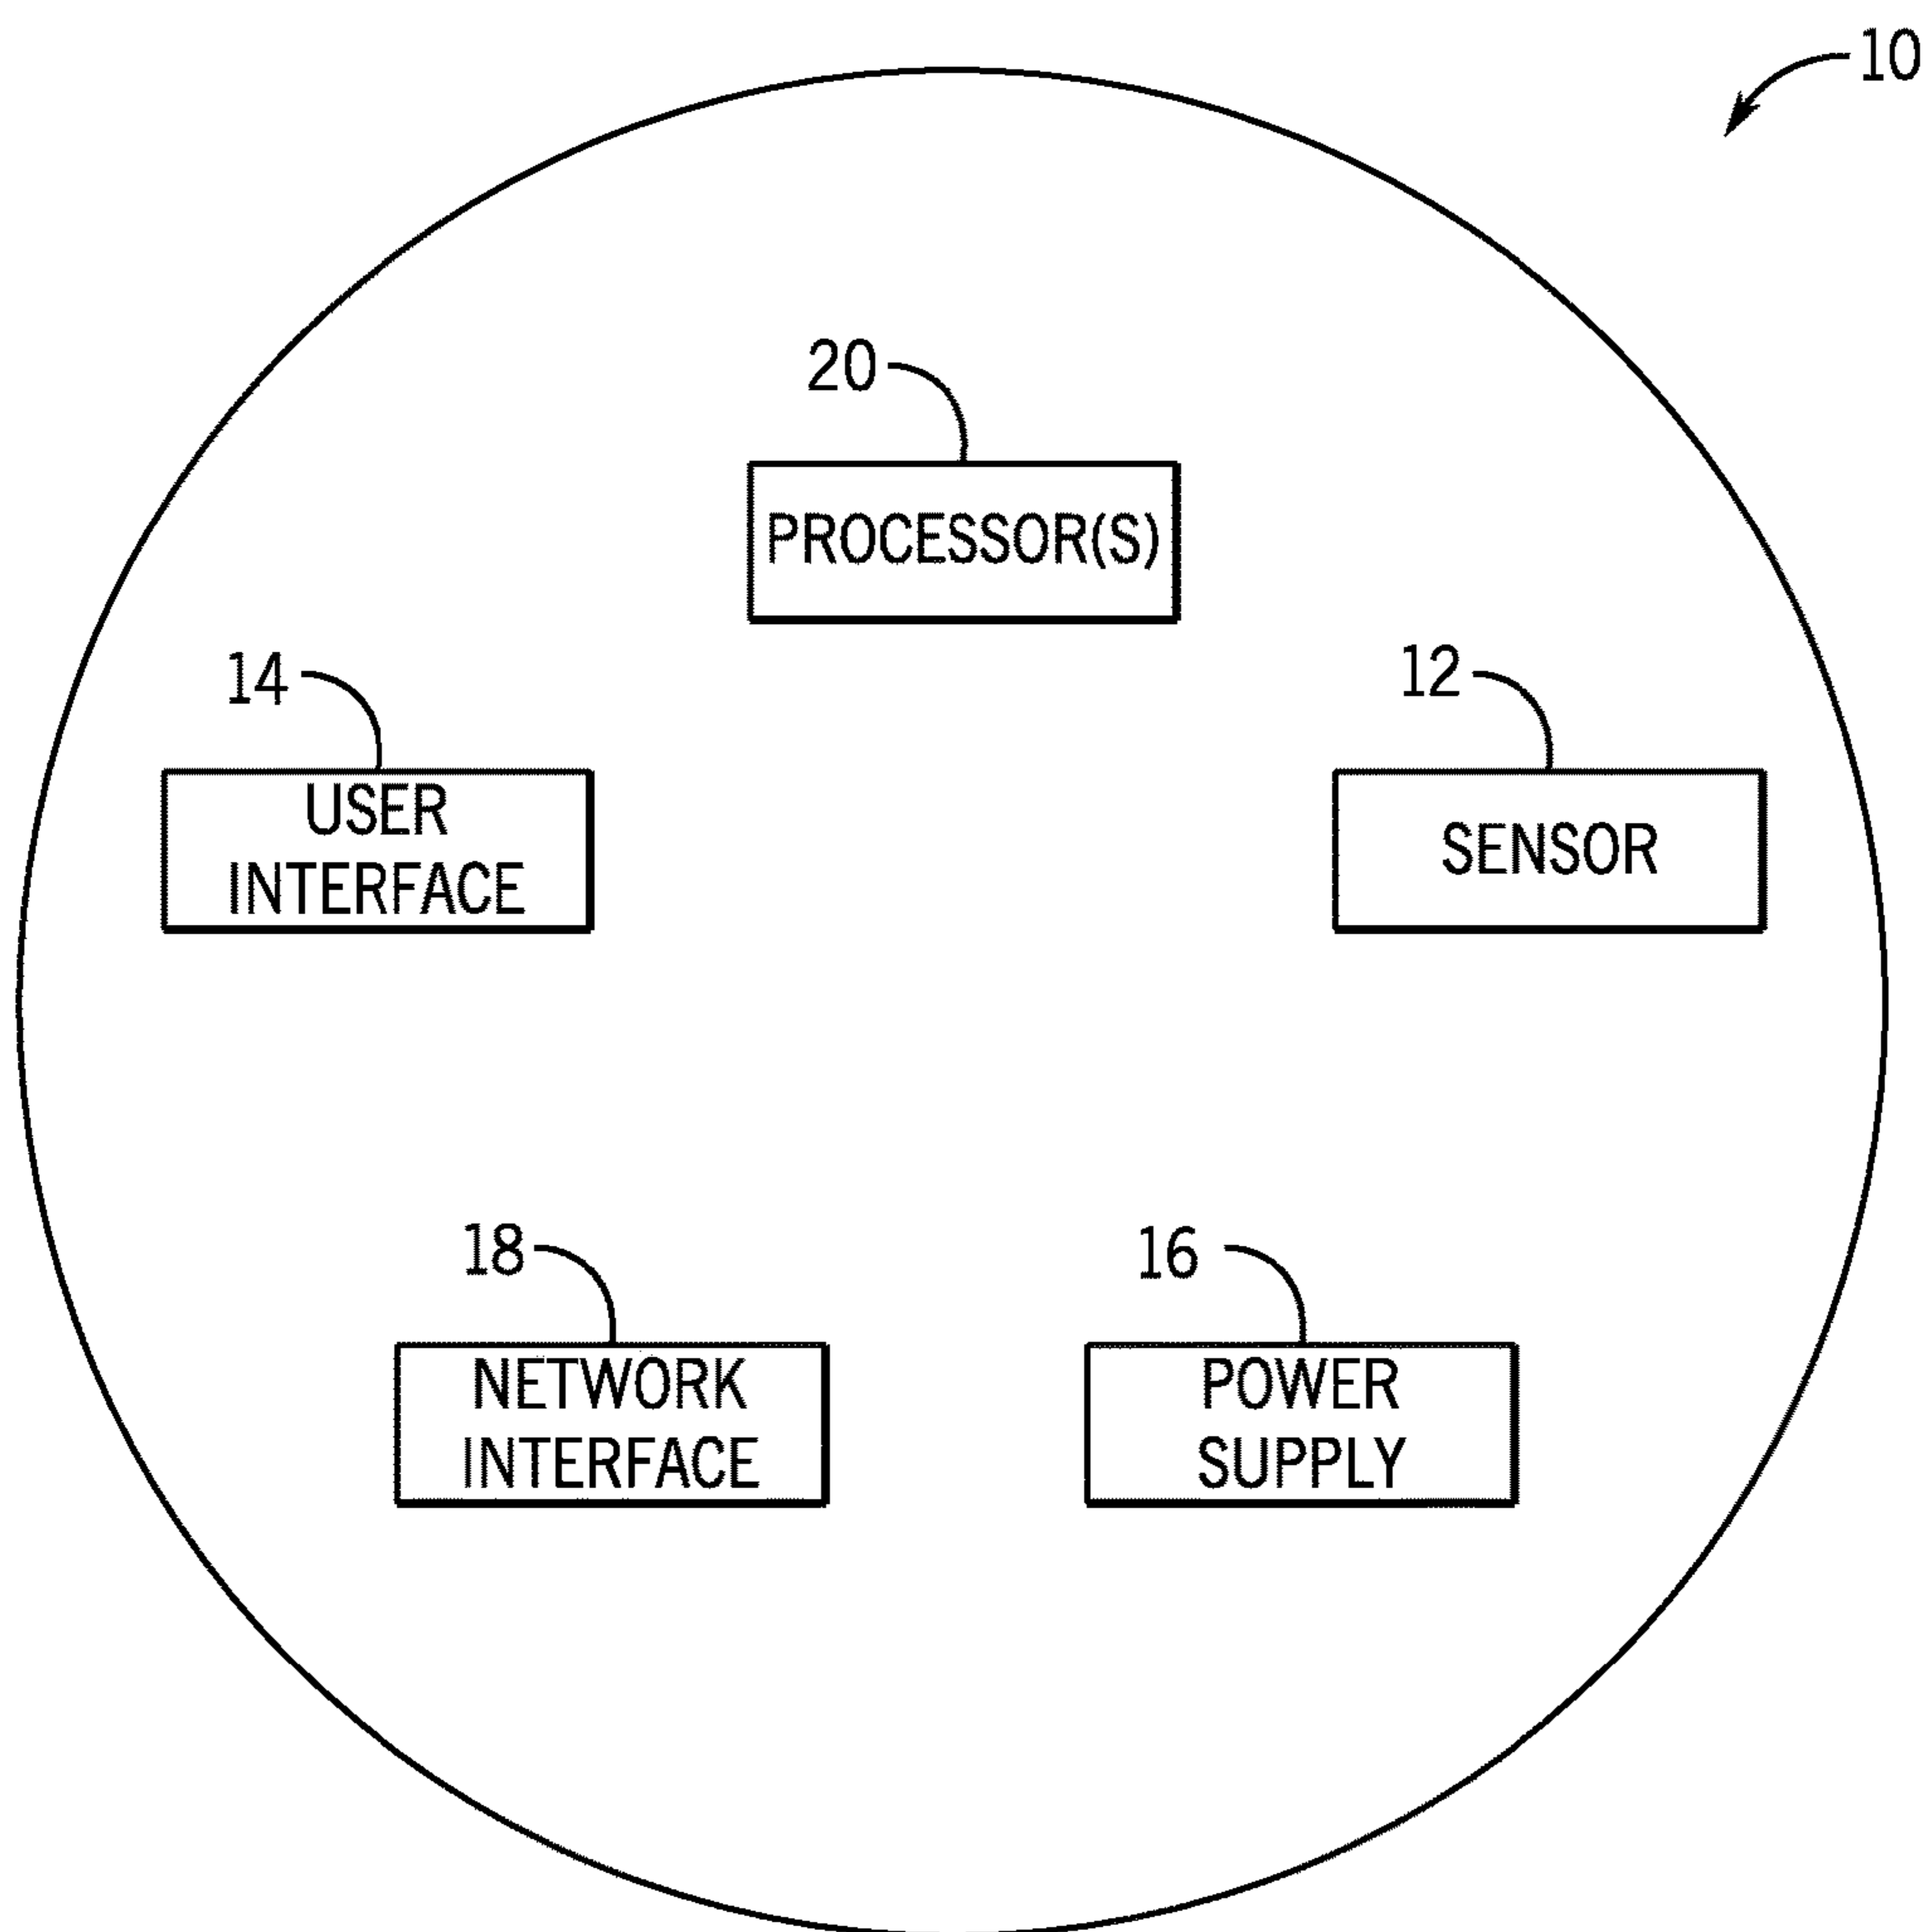 10
20
PROCESSOR(S)
14
12
USER
INTERFACE
SENSOR
18
16
NETWORK
INTERFACE
POWER
SUPPLY